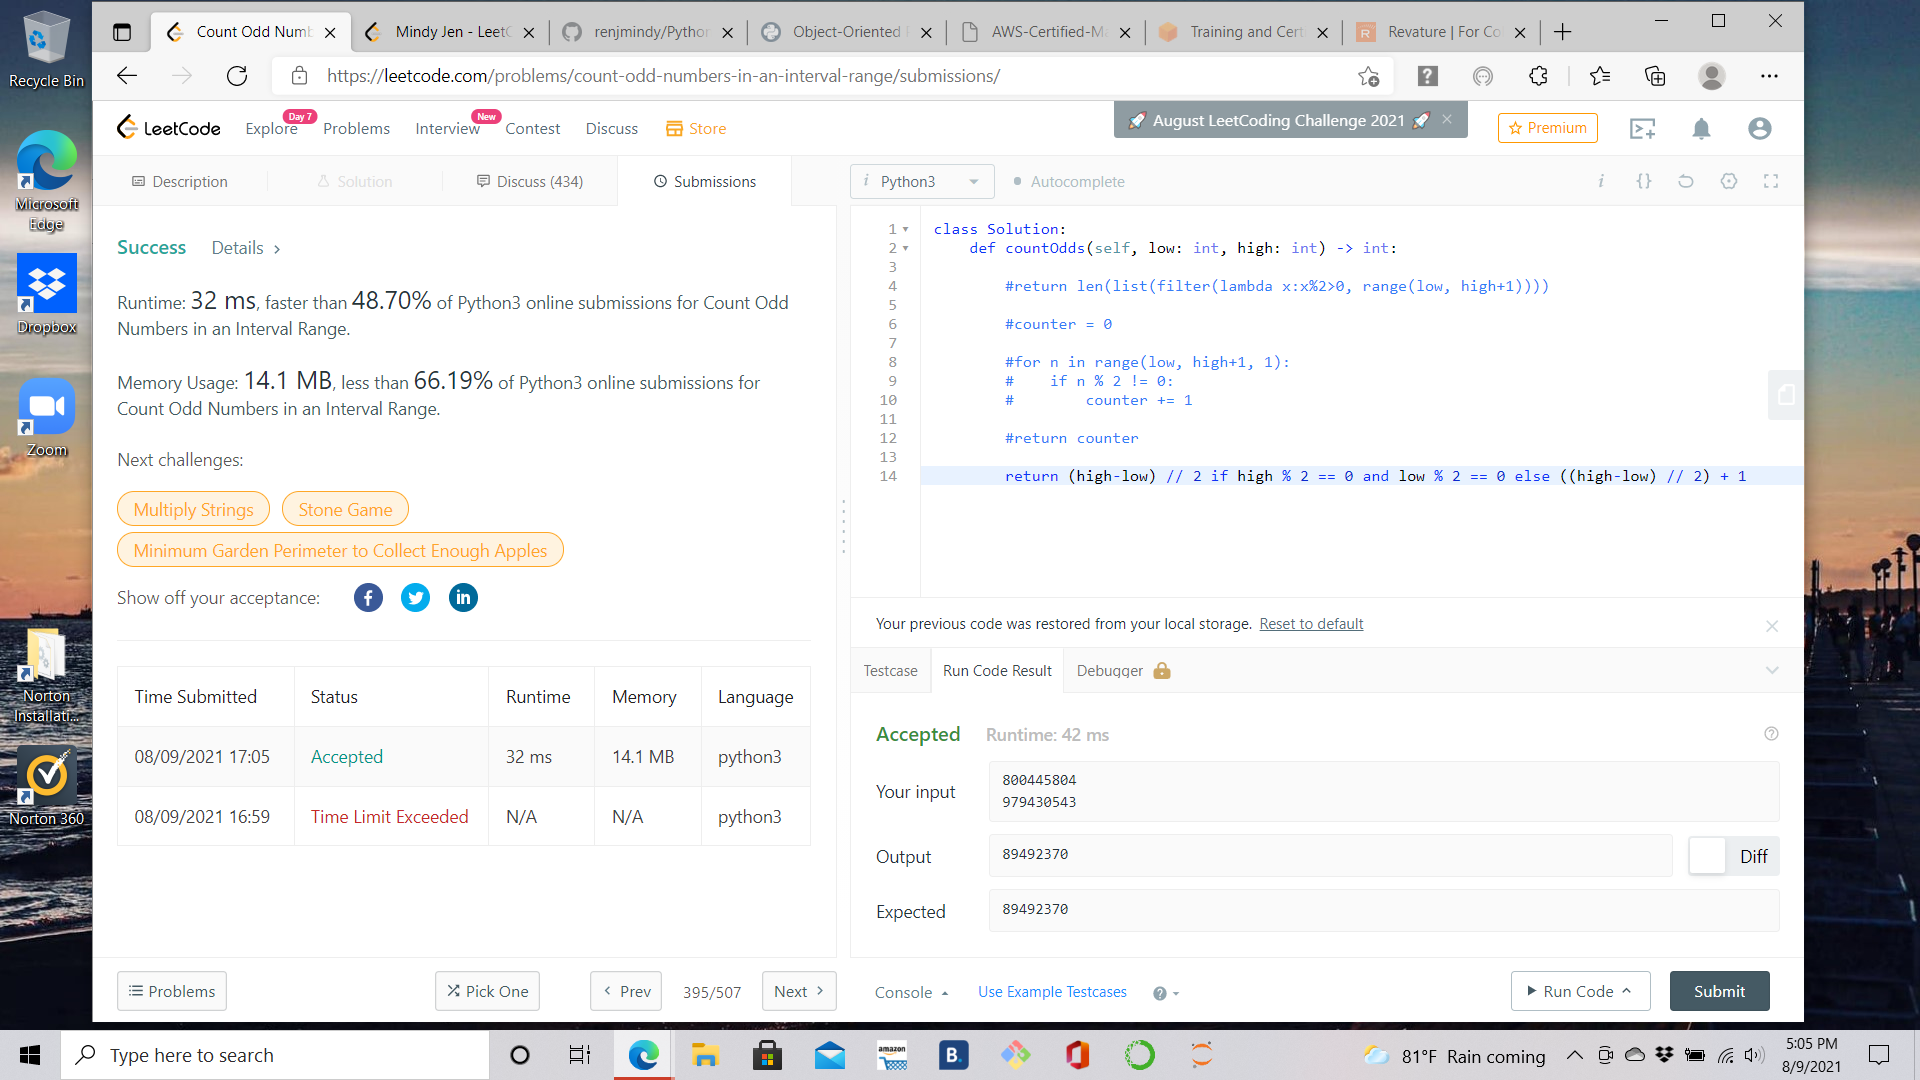 Recycle Bin
Microsoft Edge
Dropbox
Zoom
Norton Installati...
Norton 360
Count Odd Numb
Mindy Jen - LeetC
renjmindy/Python
Object-Oriented
AWS-Certified-Ma
Training and Cert
Revature | For Co
https://leetcode.com/problems/count-odd-numbers-in-an-interval-range/submissions/
LeetCode
Explore
Day 7
Problems
Interview
New
Contest
Discuss
Store
August LeetCoding Challenge 2021
Premium
Description
Solution
Discuss (434)
Submissions
Python3
Autocomplete
Success
Details >
Runtime: 32 ms, faster than 48.70% of Python3 online submissions for Count Odd
Numbers in an Interval Range.
Memory Usage: 14.1 MB, less than 66.19% of Python3 online submissions for
Count Odd Numbers in an Interval Range.
Next challenges:
Multiply Strings
Stone Game
Minimum Garden Perimeter to Collect Enough Apples
Show off your acceptance:
Time Submitted Status Runtime Memory Language
08/09/2021 17:05 Accepted 32 ms 14.1 MB python3
08/09/2021 16:59 Time Limit Exceeded N/A N/A python3
Problems
Pick One
Prev
395/507
Next
1 class Solution:
2 def countOdds(self, low: int, high: int) -> int:
3
4 #return len(list(filter(lambda x:x%2>0, range(low, high+1))))
5
6 #counter = 0
7
8 #for n in range(low, high+1, 1):
9 # if n % 2 != 0:
10 # counter += 1
11
12 #return counter
13
14 return (high-low) // 2 if high % 2 == 0 and low % 2 == 0 else ((high-low) // 2) + 1
Your previous code was restored from your local storage. Reset to default
Testcase
Run Code Result
Debugger
Accepted Runtime: 42 ms
Your input
800445804
979430543
Output
89492370
Diff
Expected
89492370
Console
Use Example Testcases
Run Code
Submit
Type here to search
amazon
B.
81°F Rain coming
5:05 PM
8/9/2021